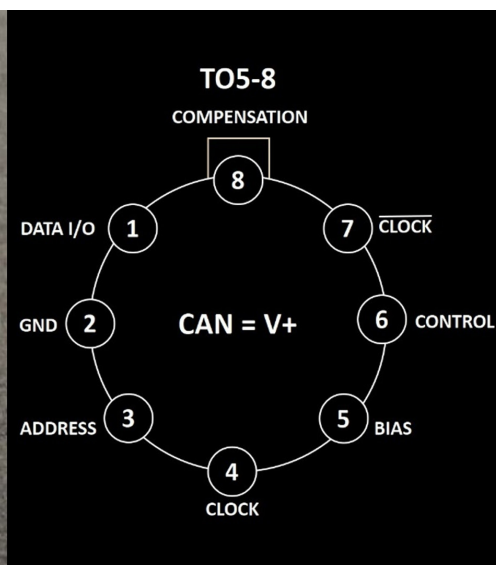 TO5-8
COMPENSATION
8
DATA I/O 1
7 CLOCK
GND 2
CAN = V+
6 CONTROL
ADDRESS 3
5 BIAS
4
CLOCK